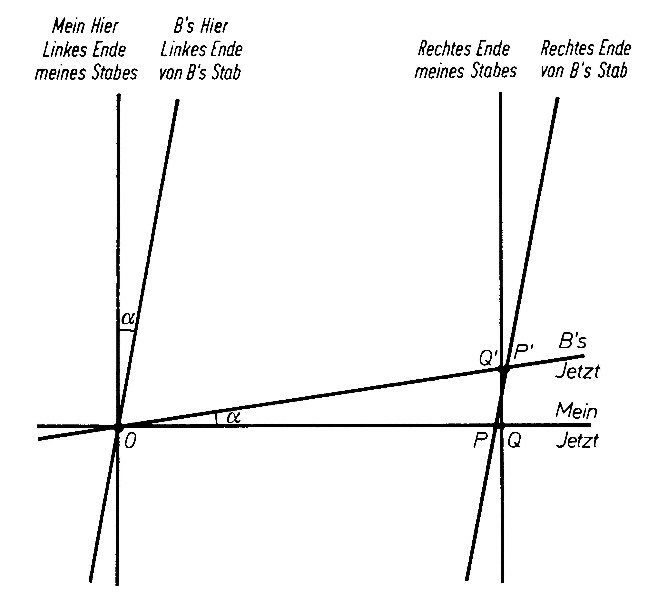 Mein Hier
Linkes Ende
meines Stabes
B's Hier
Linkes Ende
von B's Stab
Rechtes Ende
meines Stabes
Rechtes Ende
von B's Stab
α
Q' P'
B's
Jetzt
α
Mein
O
P Q
Jetzt